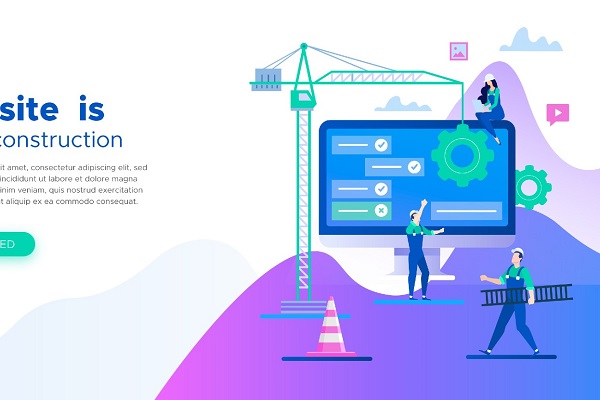 site is
construction
it amet, consectetur adipiscing elit, sed
incididunt ut labore et dolore magna
inim veniam, quis nostrud exercitation
t aliquip ex ea commodo consequat.
ED